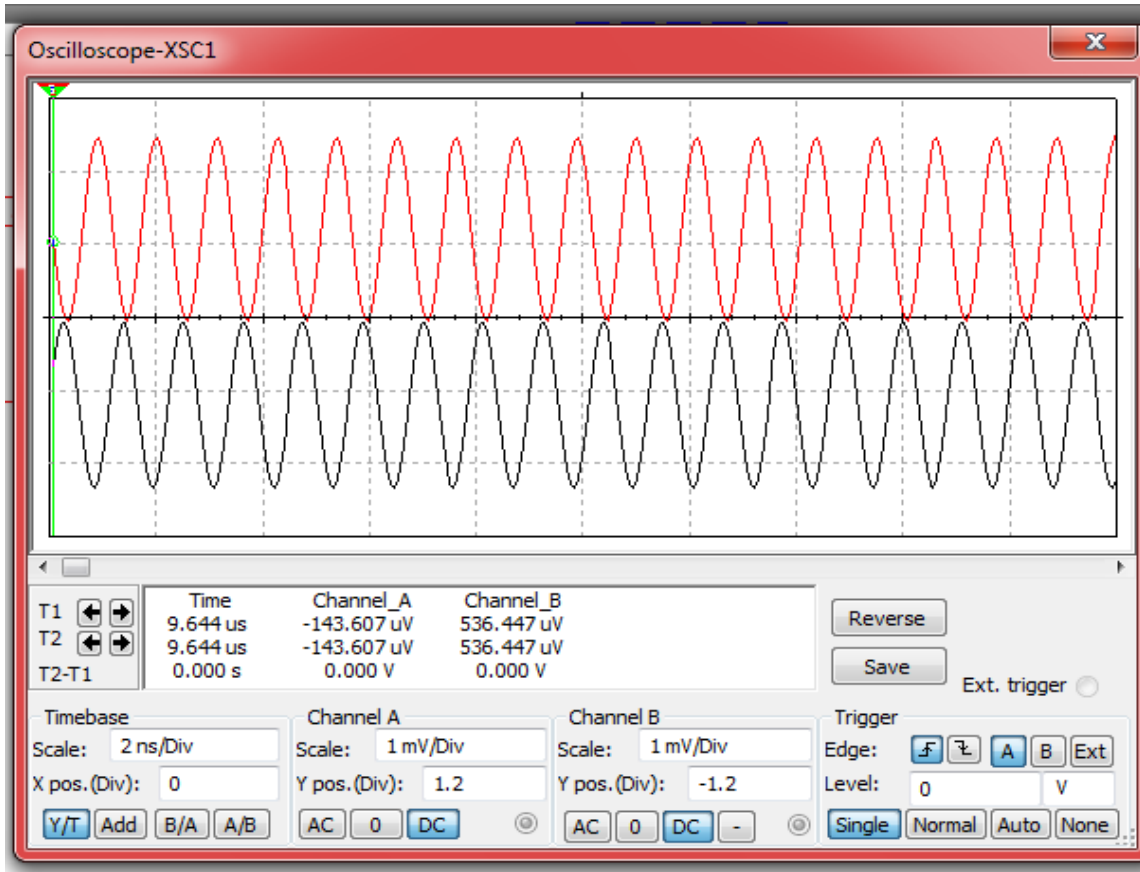 Oscilloscope-XSC1
Time Channel_A Channel_B
T1 9.644 us -143.607 uV 536.447 uV
T2 9.644 us -143.607 uV 536.447 uV
T2-T1 0.000 s 0.000 V 0.000 V
Reverse
Save
Ext. trigger
Timebase
Scale: 2 ns/Div
X pos.(Div): 0
Y/T Add B/A A/B
Channel A
Scale: 1 mV/Div
Y pos.(Div): 1.2
AC 0 DC
Channel B
Scale: 1 mV/Div
Y pos.(Div): -1.2
AC 0 DC -
Trigger
Edge: A B Ext
Level: 0 V
Single Normal Auto None